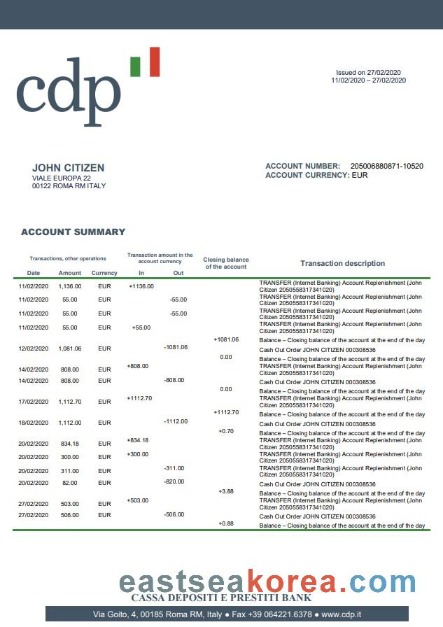 cdp
Issued on 27/02/2020
11/02/2020 – 27/02/2020
JOHN CITIZEN
VIALE EUROPA 22
00122 ROMA RM ITALY
ACCOUNT NUMBER: 205006880871-10520
ACCOUNT CURRENCY: EUR
ACCOUNT SUMMARY
Transactions, other operations
Transaction amount in the account currency
Closing balance of the account
Transaction description
Date Amount Currency In Out
11/02/2020 1,136.00 EUR +1136.00 TRANSFER (Internet Banking) Account Replenishment (John
Citizen 2050558317341020)
11/02/2020 55.00 EUR -55.00 TRANSFER (Internet Banking) Account Replenishment (John
Citizen 2050558317341020)
11/02/2020 55.00 EUR -55.00 TRANSFER (Internet Banking) Account Replenishment (John
Citizen 2050558317341020)
11/02/2020 55.00 EUR +55.00 TRANSFER (Internet Banking) Account Replenishment (John
Citizen 2050558317341020)
+1081.06 Balance – Closing balance of the account at the end of the day
12/02/2020 1,081.06 EUR -1081.06 Cash Out Order JOHN CITIZEN 000308536
0.00 Balance – Closing balance of the account at the end of the day
14/02/2020 808.00 EUR +808.00 TRANSFER (Internet Banking) Account Replenishment (John
Citizen 2050558317341020)
14/02/2020 808.00 EUR -808.00 Cash Out Order JOHN CITIZEN 000308536
0.00 Balance – Closing balance of the account at the end of the day
17/02/2020 1,112.70 EUR +1112.70 TRANSFER (Internet Banking) Account Replenishment (John
Citizen 2050558317341020)
+1112.70 Balance – Closing balance of the account at the end of the day
18/02/2020 1,112.00 EUR -1112.00 Cash Out Order JOHN CITIZEN 000308536
+0.70 Balance – Closing balance of the account at the end of the day
20/02/2020 834.18 EUR +834.18 TRANSFER (Internet Banking) Account Replenishment (John
Citizen 2050558317341020)
20/02/2020 300.00 EUR +300.00 TRANSFER (Internet Banking) Account Replenishment (John
Citizen 2050558317341020)
20/02/2020 311.00 EUR -311.00 TRANSFER (Internet Banking) Account Replenishment (John
Citizen 2050558317341020)
20/02/2020 82.00 EUR -820.00 Cash Out Order JOHN CITIZEN 000308536
+3.88 Balance – Closing balance of the account at the end of the day
27/02/2020 503.00 EUR +503.00 TRANSFER (Internet Banking) Account Replenishment (John
Citizen 2050558317341020)
27/02/2020 506.00 EUR -506.00 Cash Out Order JOHN CITIZEN 000308536
+0.88 Balance – Closing balance of the account at the end of the day
eastseakorea.com
CASSA DEPOSITI E PRESTITI BANK
Via Goito, 4, 00185 Roma RM, Italy ● Fax +39 064221.6378 ● www.cdp.it